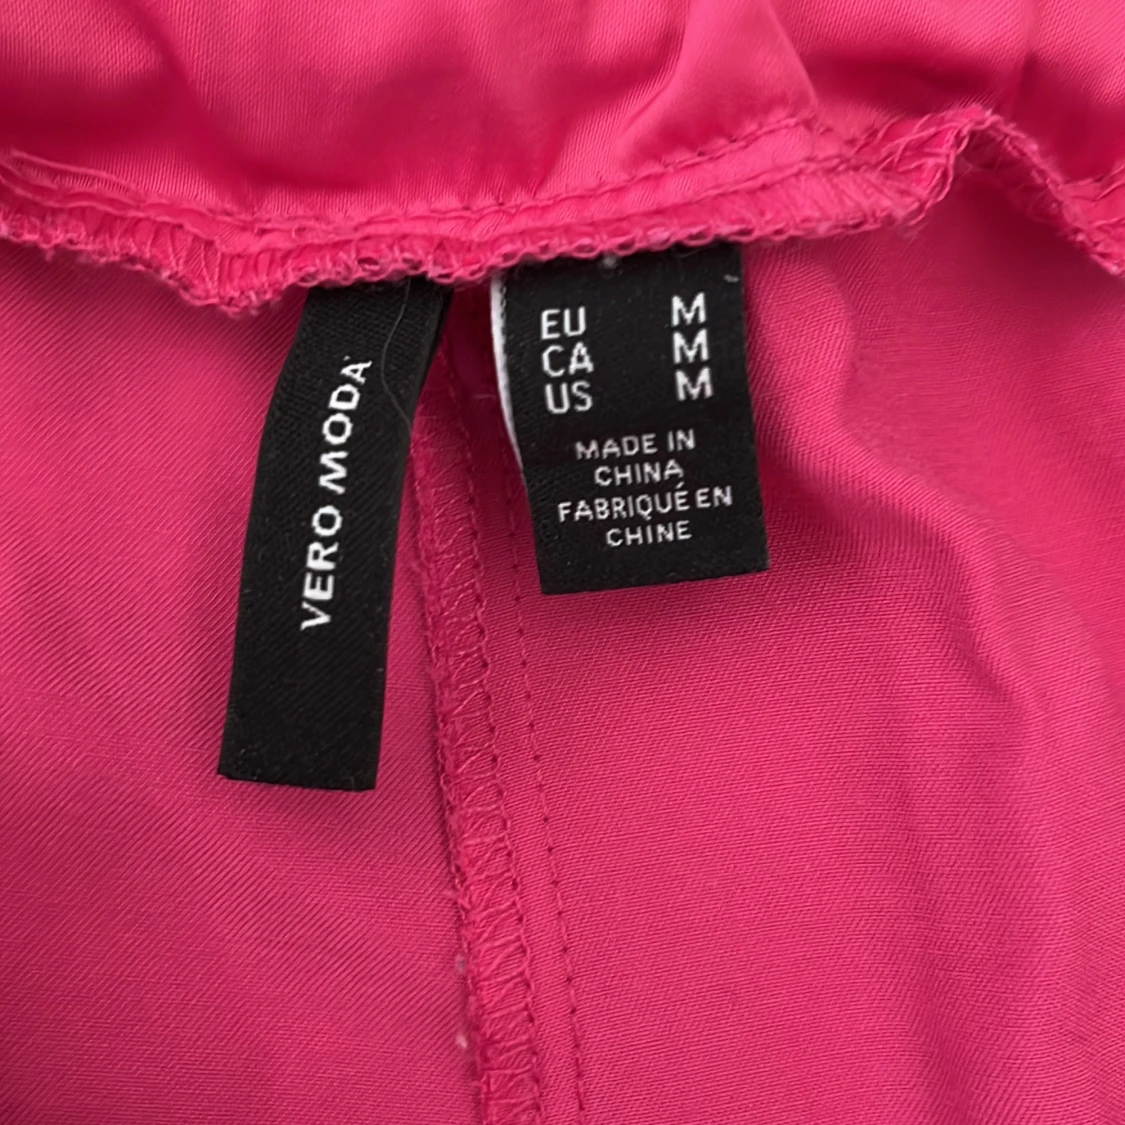 VERO MODA
EU M
CA M
US M
MADE IN
CHINA
FABRIQUÉ EN
CHINE